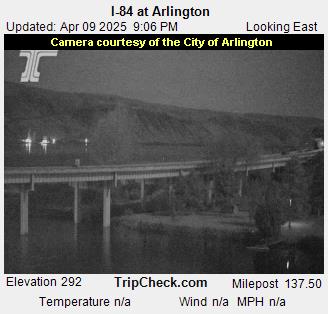 I-84 at Arlington
Updated: Apr 09 2025 9:06 PM Looking East
Camera courtesy of the City of Arlington
Elevation 292 TripCheck.com Milepost 137.50
Temperature n/a Wind n/a MPH n/a